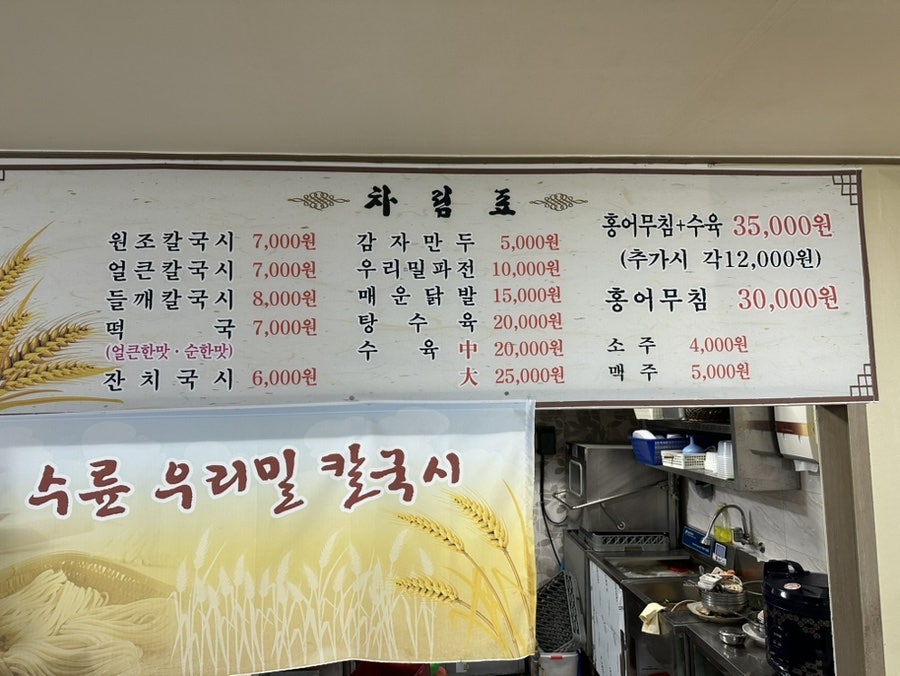 차림표
원조칼국시 7,000원
얼큰칼국시 7,000원
들깨칼국시 8,000원
떡국 7,000원
(얼큰한맛·순한맛)
잔치국시 6,000원
감자만두 5,000원
우리밀파전 10,000원
매운닭발 15,000원
탕수육 20,000원
수육 中 20,000원
大 25,000원
홍어무침+수육 35,000원
(추가시 각12,000원)
홍어무침 30,000원
소주 4,000원
맥주 5,000원
수륜 우리밀 칼국시